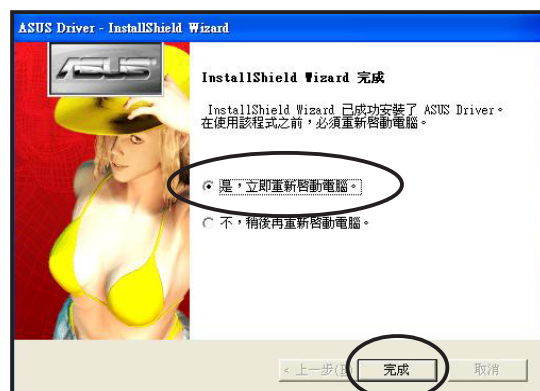 ASUS Driver - InstallShield Wizard
ASUS
InstallShield Wizard 完成
InstallShield Wizard 已成功安裝了 ASUS Driver。
在使用該程式之前，必須重新啓動電腦。
是，立即重新啓動電腦。
不，稍後再重新啓動電腦。
< 上一步(B) 完成 取消